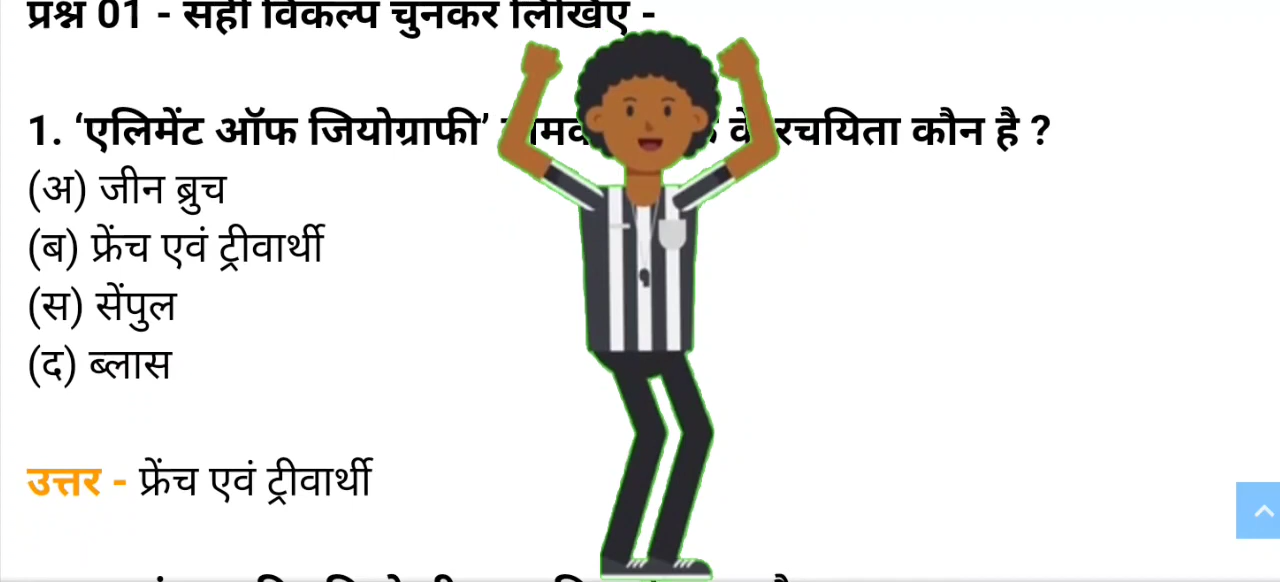 प्रश्न 01 - सही विकल्प चुनकर लिखिए -
1. ‘एलिमेंट ऑफ जियोग्राफी’ के रचयिता कौन है ?
(अ) जीन ब्रुच
(ब) फ्रेंच एवं ट्रीवार्थी
(स) सेंपुल
(द) ब्लास
उत्तर - फ्रेंच एवं ट्रीवार्थी